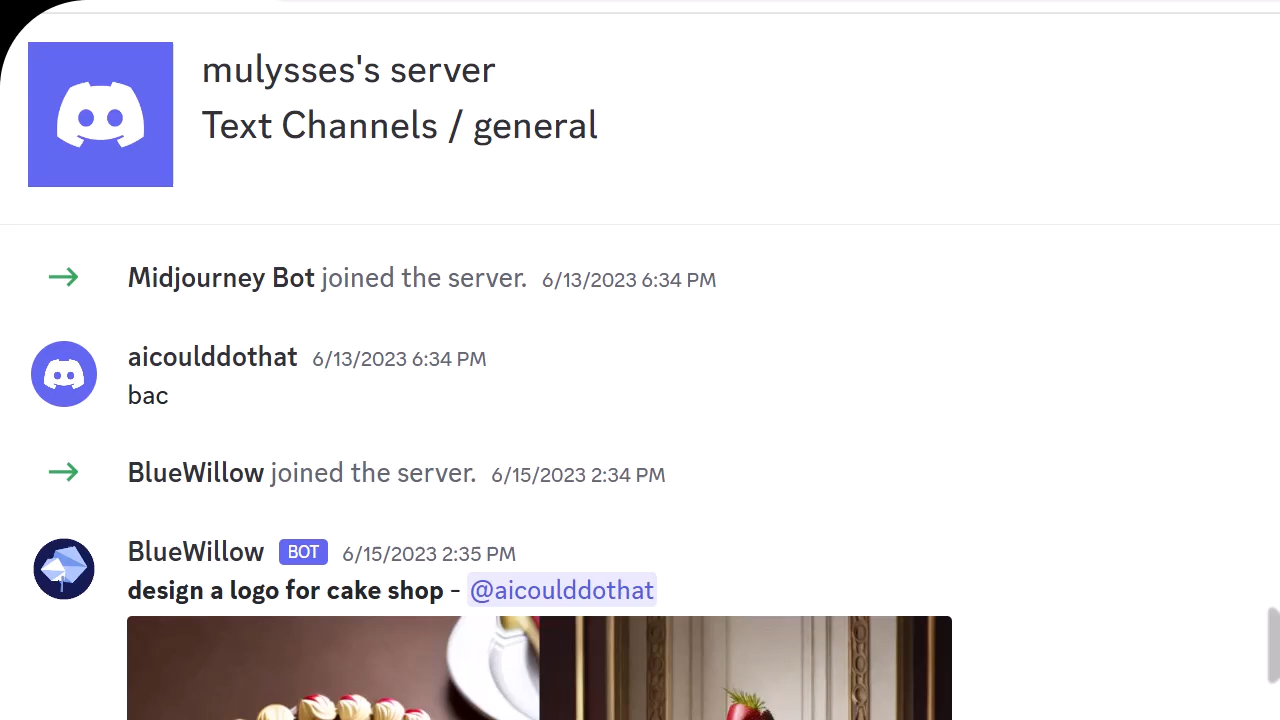 mulysses's server
Text Channels / general
Midjourney Bot joined the server. 6/13/2023 6:34 PM
aicoulddothat 6/13/2023 6:34 PM
bac
BlueWillow joined the server. 6/15/2023 2:34 PM
BlueWillow BOT 6/15/2023 2:35 PM
design a logo for cake shop - @aicoulddothat